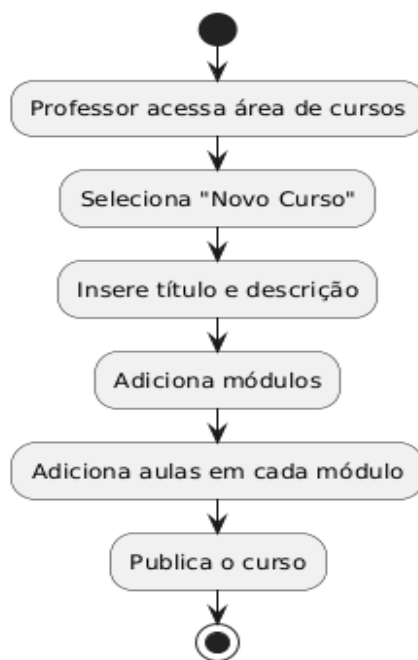 Professor acessa área de cursos
Seleciona "Novo Curso"
Insere título e descrição
Adiciona módulos
Adiciona aulas em cada módulo
Publica o curso